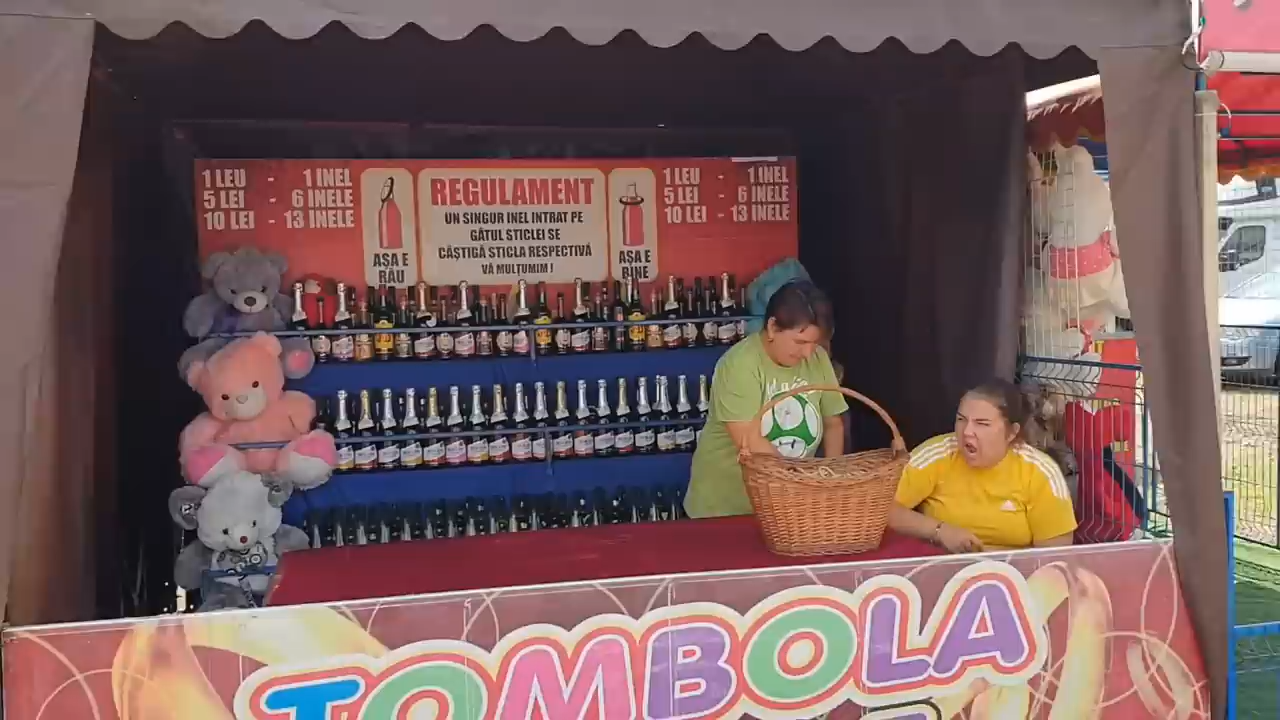 1 LEU - 1 INEL
5 LEI - 6 INELE
10 LEI - 13 INELE
AȘA E
RĂU
REGULAMENT
UN SINGUR INEL INTRAT PE
GÂTUL STICLEI SE
CÂȘTIGĂ STICLA RESPECTIVĂ
VĂ MULȚUMIM !
AȘA E
BINE
1 LEU - 1 INEL
5 LEI - 6 INELE
10 LEI - 13 INELE
TOMBOLA